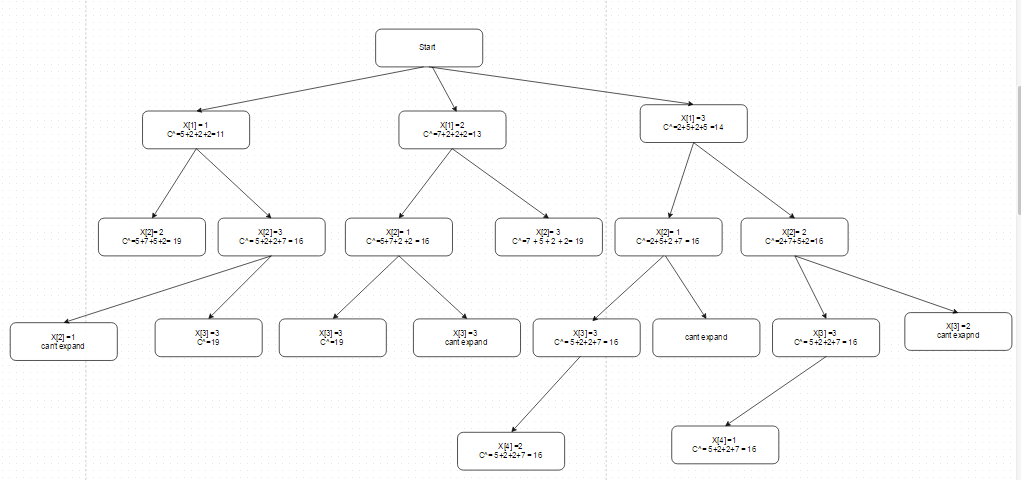 Start
X[1] = 1
C^=5+2+2+2=11
X[1] =2
C^=7+2+2+2=13
X[1] =3
C^=2+5+2+5 =14
X[2]= 2
C^=5+7+5+2= 19
X[2] =3
C^= 5+2+2+7 = 16
X[2]= 1
C^=5+7+2 +2 = 16
X[2]= 3
C^=7 + 5 + 2 + 2= 19
X[2]= 1
C^=2+5+2 +7 = 16
X[2]= 2
C^=2+7+5+2=16
X[2] =1
cant expand
X[3] =3
C^=19
X[3] =3
C^=19
X[3] =3
cant expand
X[3] =3
C^= 5+2+2+7 = 16
cant expand
X[3] =3
C^= 5+2+2+7 = 16
X[3] =2
cant exapnd
X[4] =2
C^= 5+2+2+7 = 16
X[4] =1
C^= 5+2+2+7 = 16